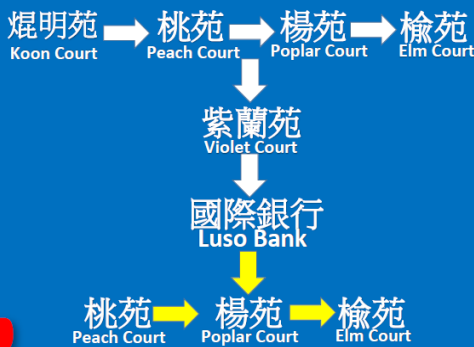 焜明苑 桃苑 楊苑 榆苑
Koon Court Peach Court Poplar Court Elm Court
紫蘭苑
Violet Court
國際銀行
Luso Bank
桃苑 楊苑 榆苑
Peach Court Poplar Court Elm Court